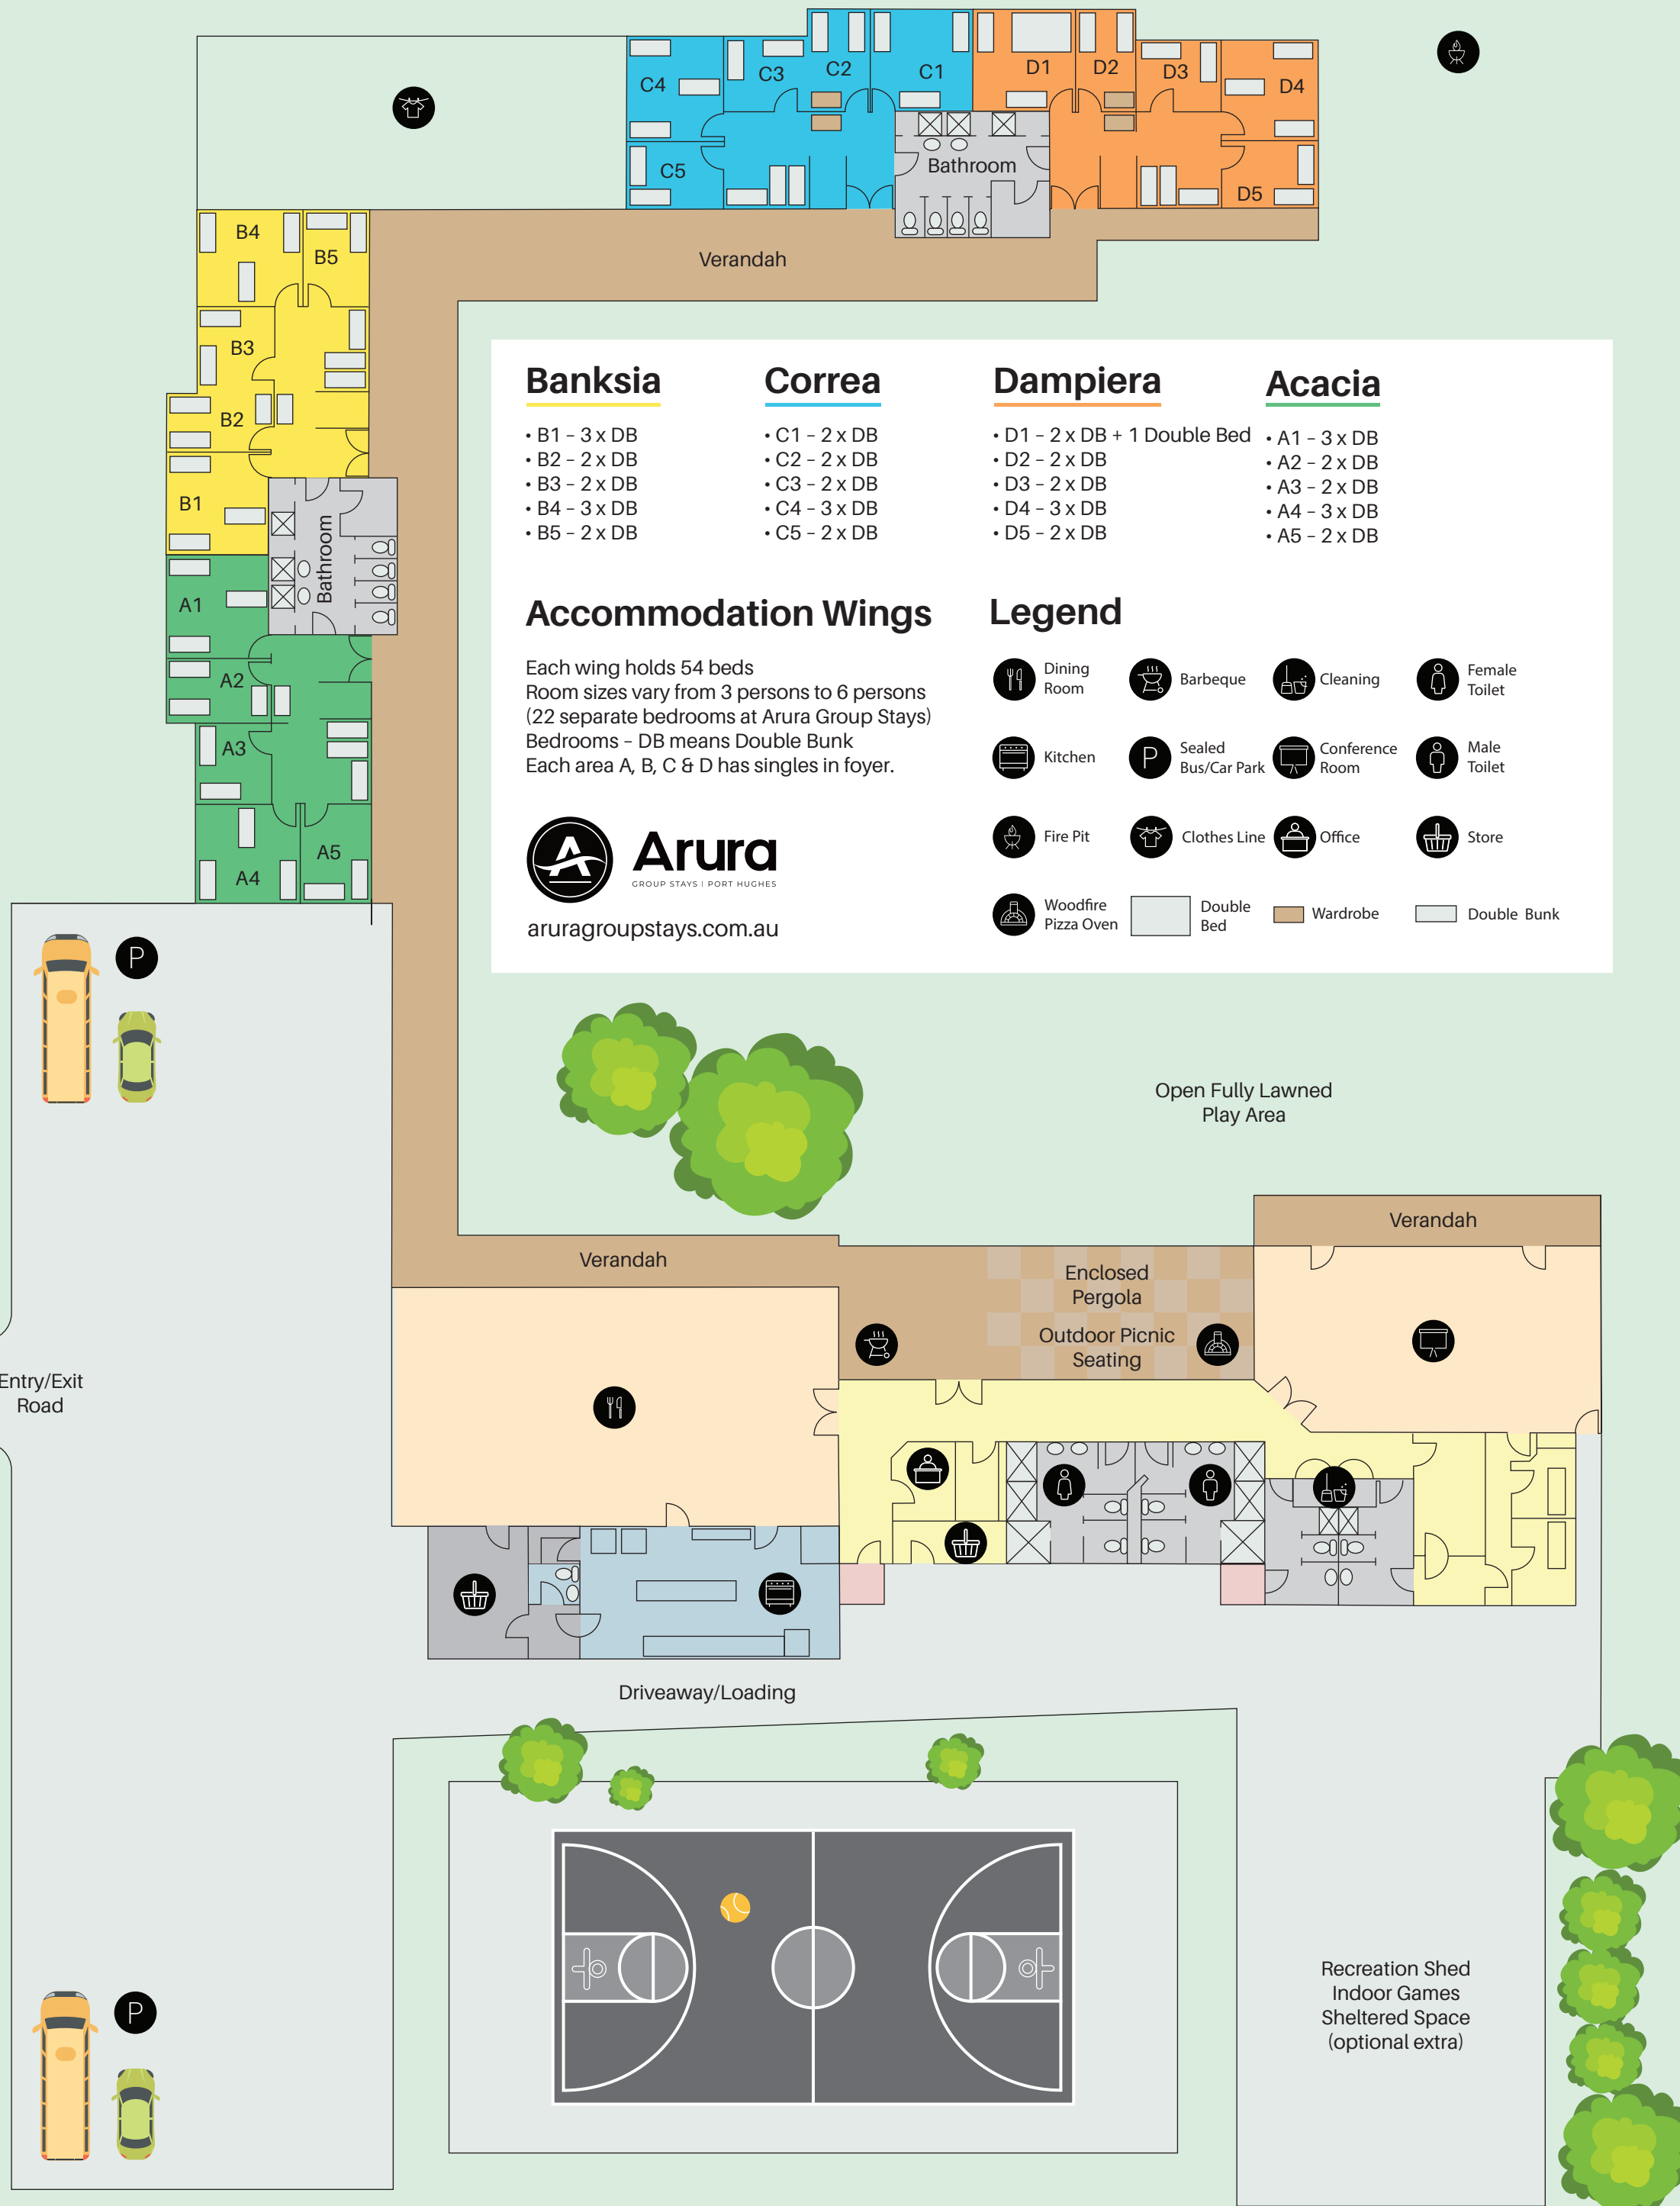 C4
C3
C2
C1
D1
D2
D3
D4
C5
Bathroom
D5
B4
B5
Verandah
B3
B2
B1
Bathroom
A1
A2
A3
A4
A5
Banksia
• B1 – 3 x DB
• B2 – 2 x DB
• B3 – 2 x DB
• B4 – 3 x DB
• B5 – 2 x DB
Correa
• C1 – 2 x DB
• C2 – 2 x DB
• C3 – 2 x DB
• C4 – 3 x DB
• C5 – 2 x DB
Dampiera
• D1 – 2 x DB + 1 Double Bed
• D2 – 2 x DB
• D3 – 2 x DB
• D4 – 3 x DB
• D5 – 2 x DB
Acacia
• A1 – 3 x DB
• A2 – 2 x DB
• A3 – 2 x DB
• A4 – 3 x DB
• A5 – 2 x DB
Accommodation Wings
Each wing holds 54 beds
Room sizes vary from 3 persons to 6 persons
(22 separate bedrooms at Arura Group Stays)
Bedrooms – DB means Double Bunk
Each area A, B, C & D has singles in foyer.
A
Arura
GROUP STAYS | PORT HUGHES
aruragroupstays.com.au
Legend
Dining
Room
Barbeque
Cleaning
Female
Toilet
Kitchen
P
Sealed
Bus/Car Park
Conference
Room
Male
Toilet
Fire Pit
Clothes Line
Office
Store
Woodfire
Pizza Oven
Double
Bed
Wardrobe
Double Bunk
P
Open Fully Lawned
Play Area
Verandah
Verandah
Enclosed
Pergola
Outdoor Picnic
Seating
Entry/Exit
Road
Driveaway/Loading
P
Recreation Shed
Indoor Games
Sheltered Space
(optional extra)